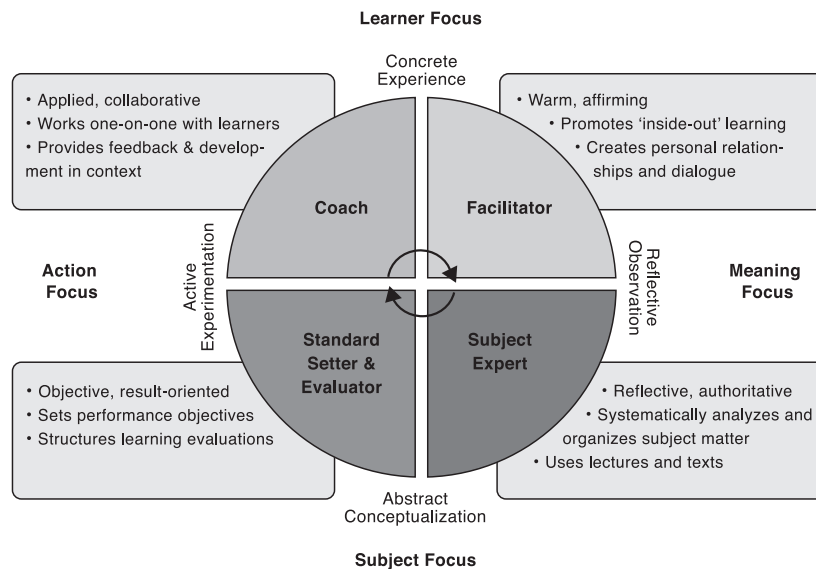 Learner Focus
Concrete
Experience
• Applied, collaborative
• Works one-on-one with learners
• Provides feedback & develop-
ment in context
• Warm, affirming
• Promotes ‘inside-out’ learning
• Creates personal relation-
ships and dialogue
Coach
Facilitator
Action
Focus
Active
Experimentation
Reflective
Observation
Meaning
Focus
Standard
Setter &
Evaluator
Subject
Expert
• Objective, result-oriented
• Sets performance objectives
• Structures learning evaluations
• Reflective, authoritative
• Systematically analyzes and
organizes subject matter
• Uses lectures and texts
Abstract
Conceptualization
Subject Focus